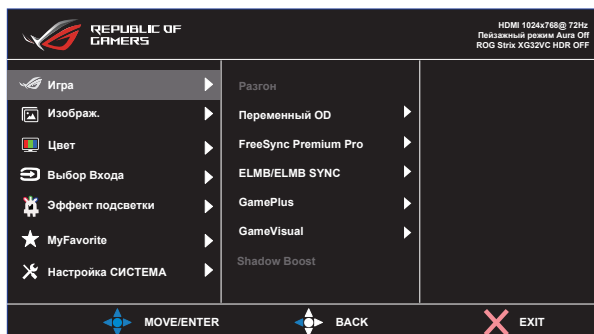 REPUBLIC OF
GAMERS
HDMI 1024x768@ 72Hz
Пейзажный режим Aura Off
ROG Strix XG32VC HDR OFF
Игра
Изображ.
Цвет
Выбор Входа
Эффект подсветки
MyFavorite
Настройка СИСТЕМА
Разгон
Переменный OD
FreeSync Premium Pro
ELMB/ELMB SYNC
GamePlus
GameVisual
Shadow Boost
MOVE/ENTER
BACK
EXIT